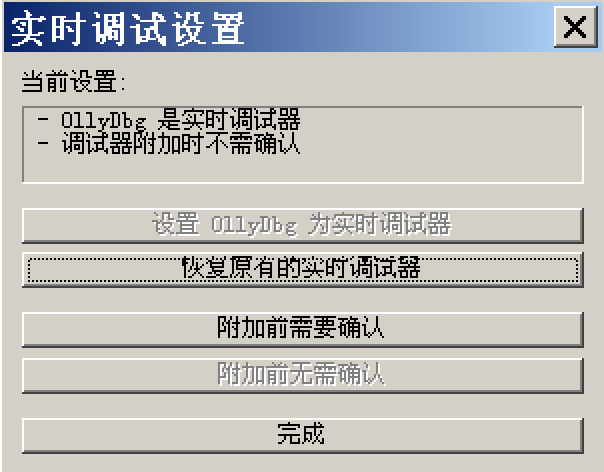 实时调试设置
当前设置:
- OllyDbg 是实时调试器
- 调试器附加时不需确认
设置 OllyDbg 为实时调试器
恢复原有的实时调试器
附加前需要确认
附加前无需确认
完成